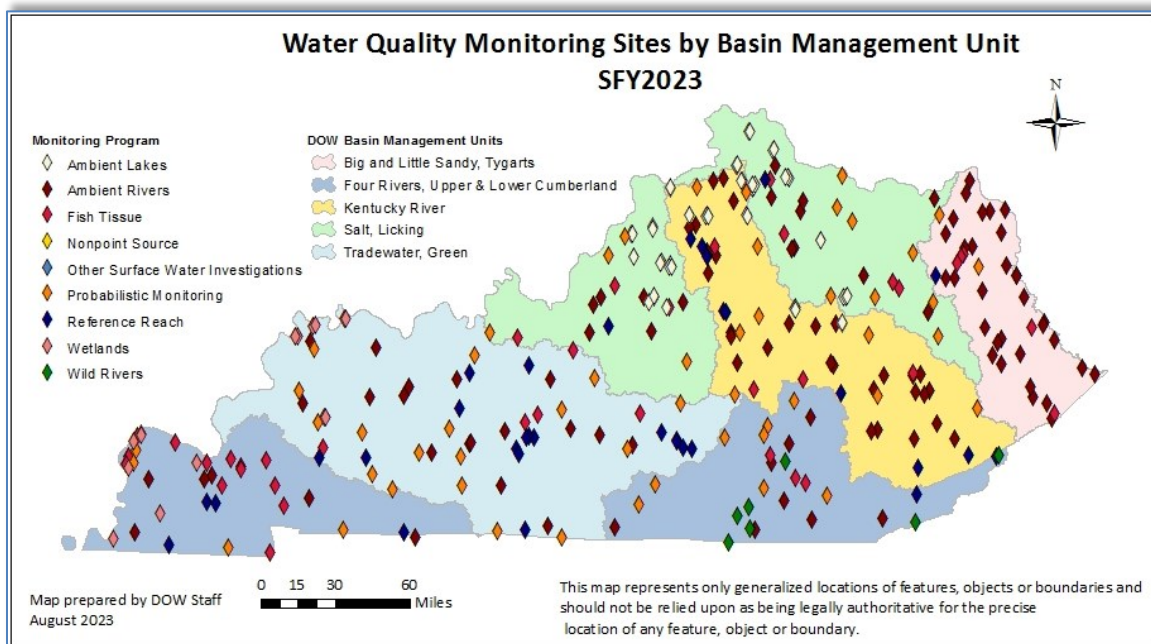 Water Quality Monitoring Sites by Basin Management Unit
SFY2023
N
Monitoring Program
Ambient Lakes
Ambient Rivers
Fish Tissue
Nonpoint Source
Other Surface Water Investigations
Probabilistic Monitoring
Reference Reach
Wetlands
Wild Rivers
DOW Basin Management Units
Big and Little Sandy, Tygarts
Four Rivers, Upper & Lower Cumberland
Kentucky River
Salt, Licking
Tradewater, Green
Map prepared by DOW Staff
August 2023
0 15 30 60
Miles
This map represents only generalized locations of features, objects or boundaries and
should not be relied upon as being legally authoritative for the precise
location of any feature, object or boundary.